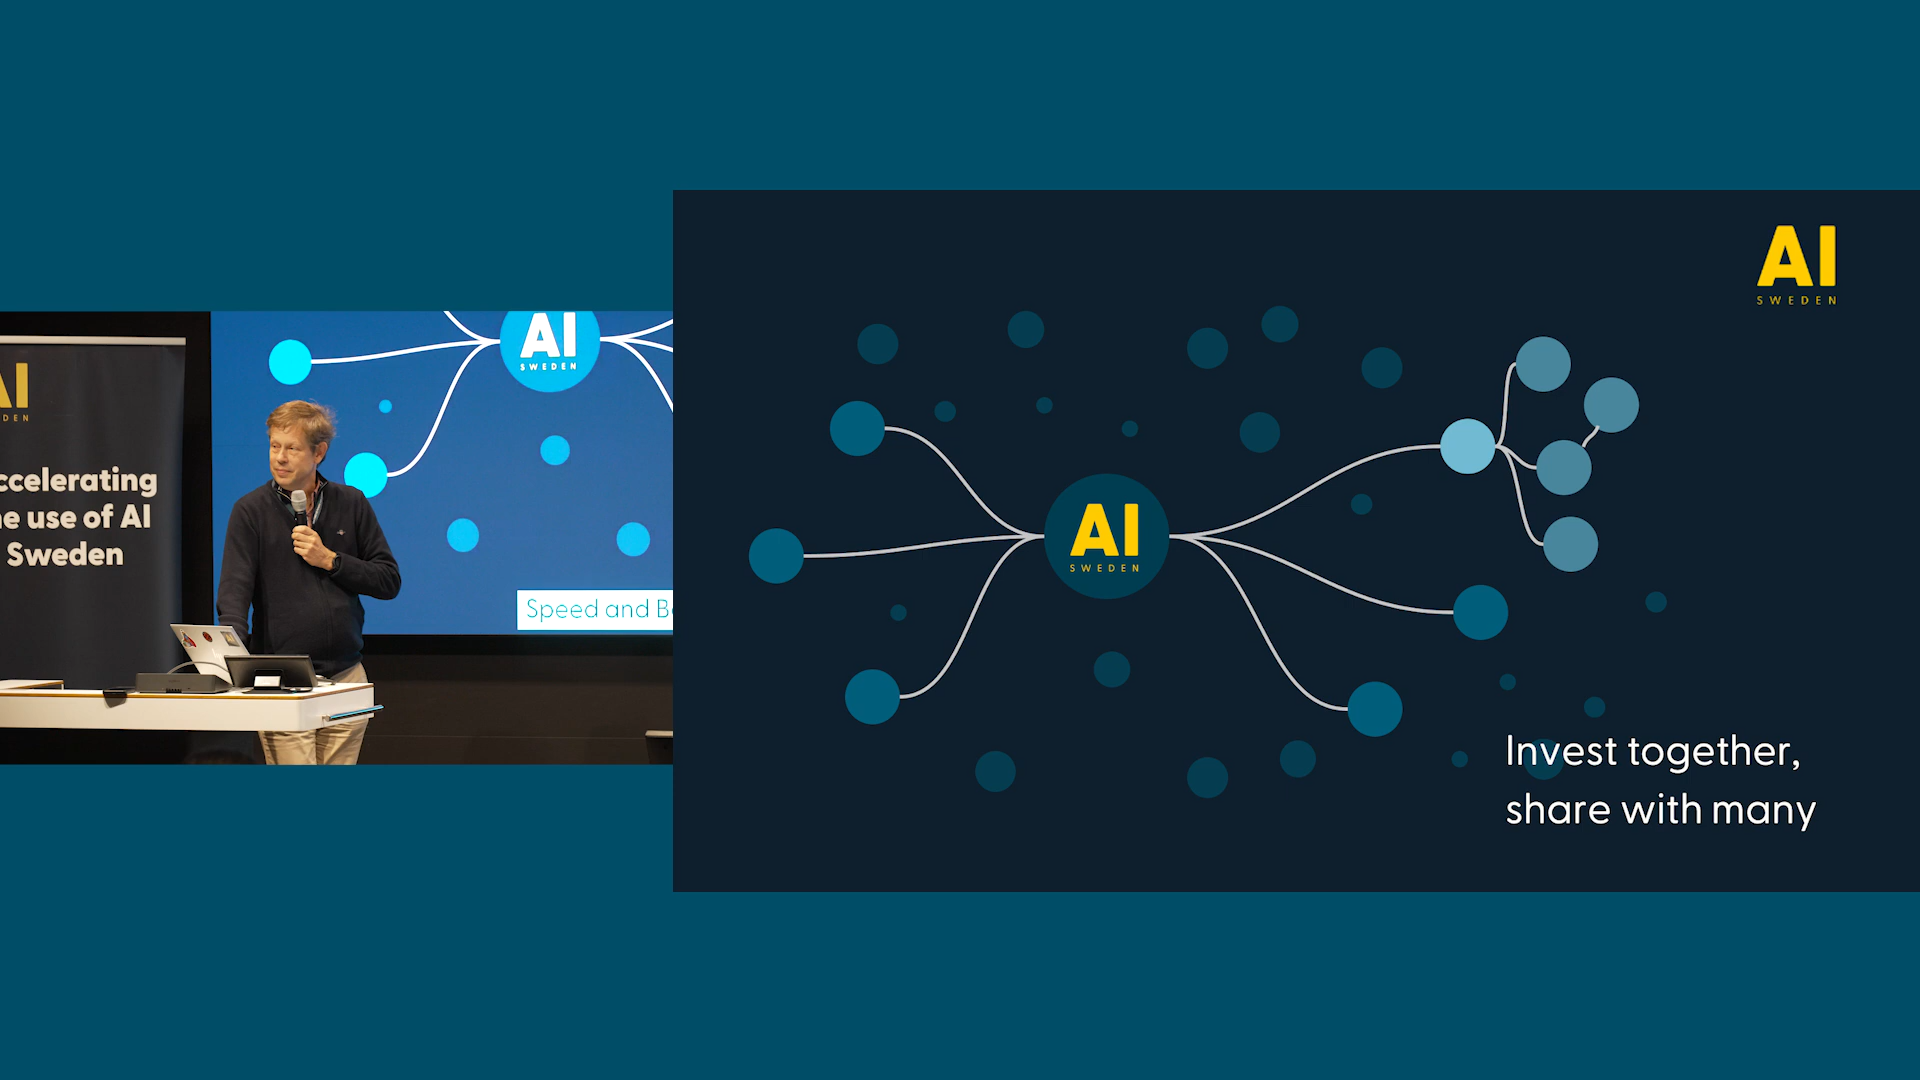 AI
SWEDEN
AI
DEN
ccelerating
e use of AI
Sweden
Speed and B
AI
SWEDEN
AI
SWEDEN
Invest together,
share with many